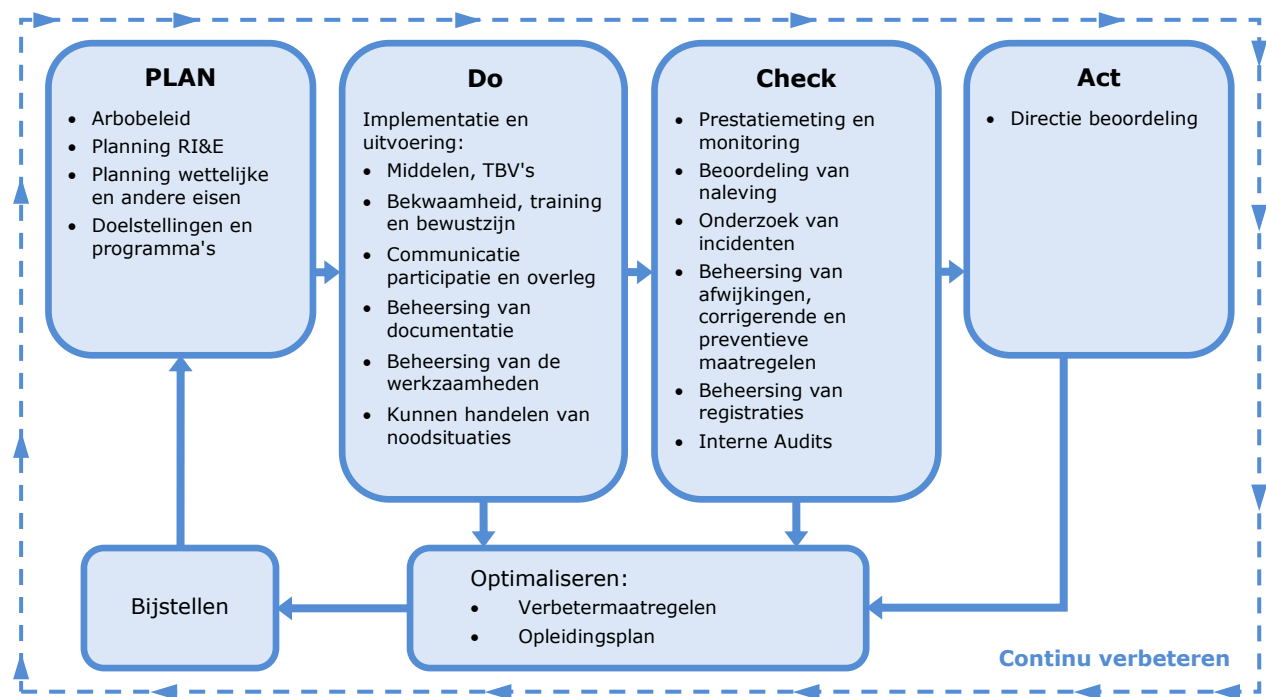 PLAN
• Arbobeleid
• Planning RI&E
• Planning wettelijke
en andere eisen
• Doelstellingen en
programma's
Do
Implementatie en
uitvoering:
• Middelen, TBV's
• Bekwaamheid, training
en bewustzijn
• Communicatie
participatie en overleg
• Beheersing van
documentatie
• Beheersing van de
werkzaamheden
• Kunnen handelen van
noodsituaties
Check
• Prestatiemeting en
monitoring
• Beoordeling van
naleving
• Onderzoek van
incidenten
• Beheersing van
afwijkingen,
corrigerende en
preventieve
maatregelen
• Beheersing van
registraties
• Interne Audits
Act
• Directie beoordeling
Bijstellen
Optimaliseren:
• Verbetermaatregelen
• Opleidingsplan
Continu verbeteren